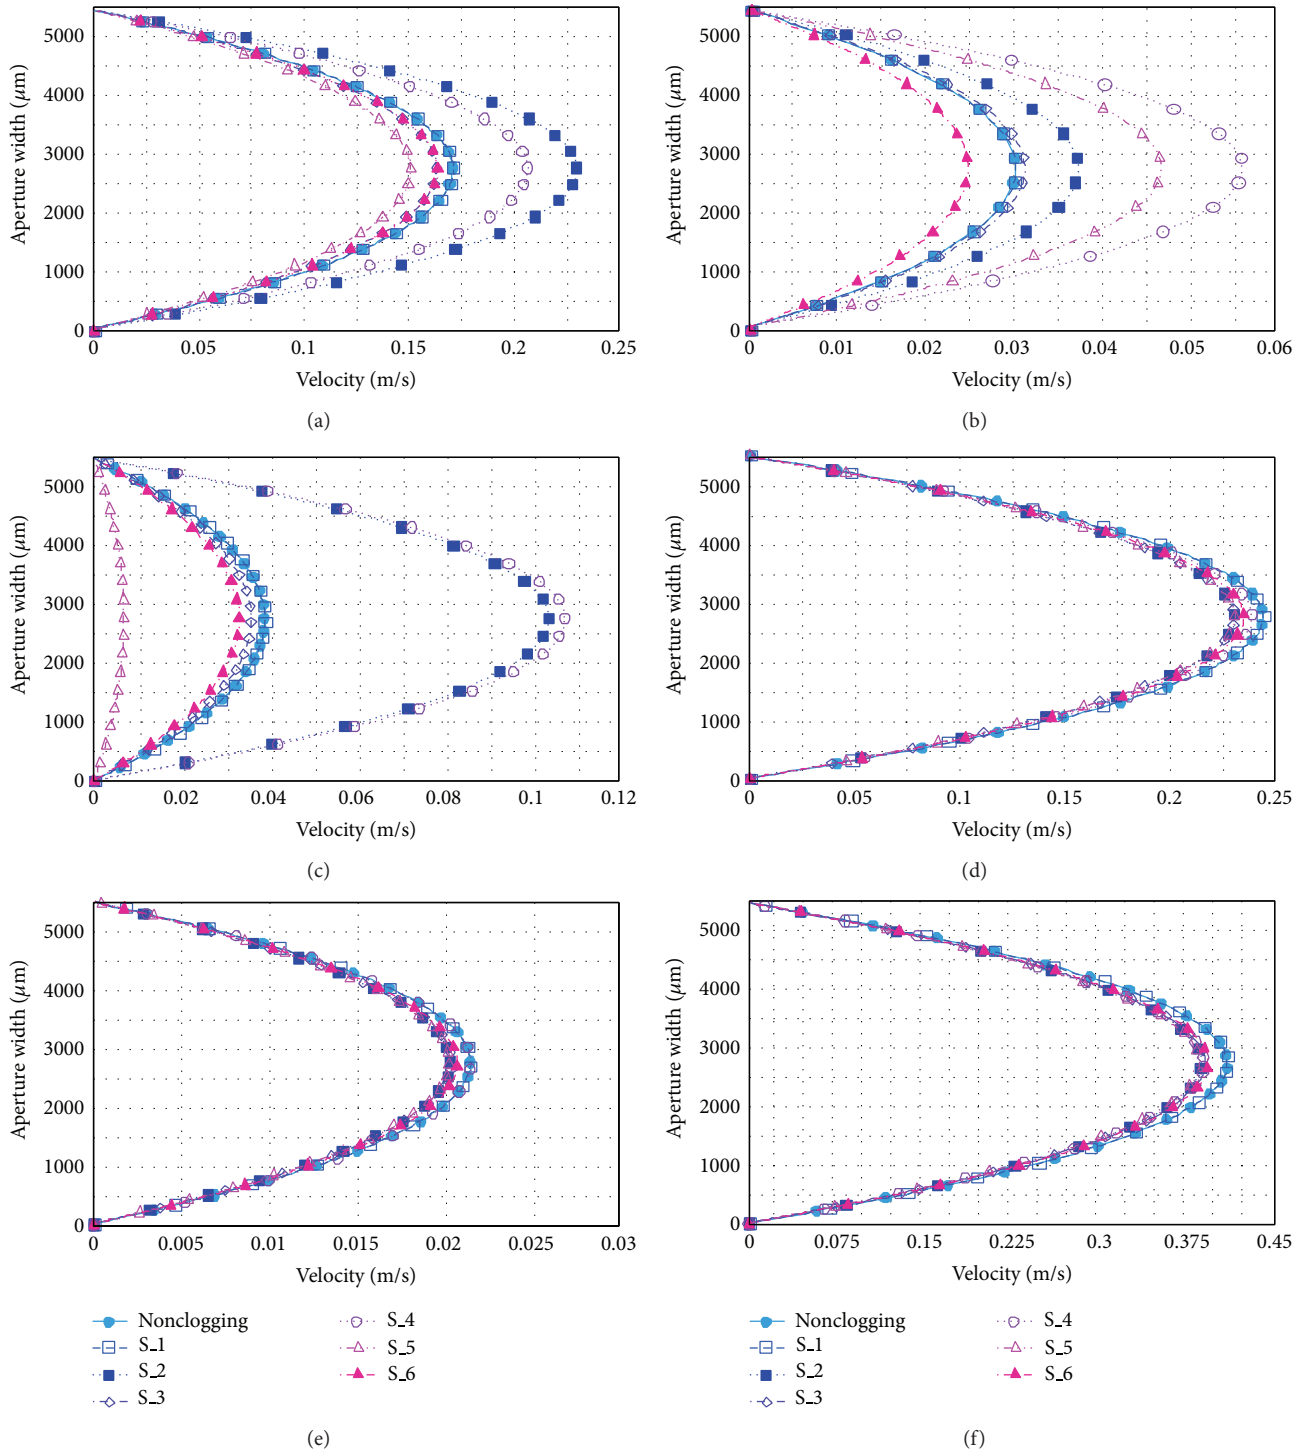 5000
4000
3000
2000
1000
0
Aperture width (μm)
0 0.05 0.1 0.15 0.2 0.25
Velocity (m/s)
(a)
5000
4000
3000
2000
1000
0
Aperture width (μm)
0 0.01 0.02 0.03 0.04 0.05 0.06
Velocity (m/s)
(b)
5000
4000
3000
2000
1000
0
Aperture width (μm)
0 0.02 0.04 0.06 0.08 0.1 0.12
Velocity (m/s)
(c)
5000
4000
3000
2000
1000
0
Aperture width (μm)
0 0.05 0.1 0.15 0.2 0.25
Velocity (m/s)
(d)
5000
4000
3000
2000
1000
0
Aperture width (μm)
0 0.005 0.01 0.015 0.02 0.025 0.03
Velocity (m/s)
Nonclogging
S_1
S_2
S_3
S_4
S_5
S_6
(e)
5000
4000
3000
2000
1000
0
Aperture width (μm)
0 0.075 0.15 0.225 0.3 0.375 0.45
Velocity (m/s)
Nonclogging
S_1
S_2
S_3
S_4
S_5
S_6
(f)